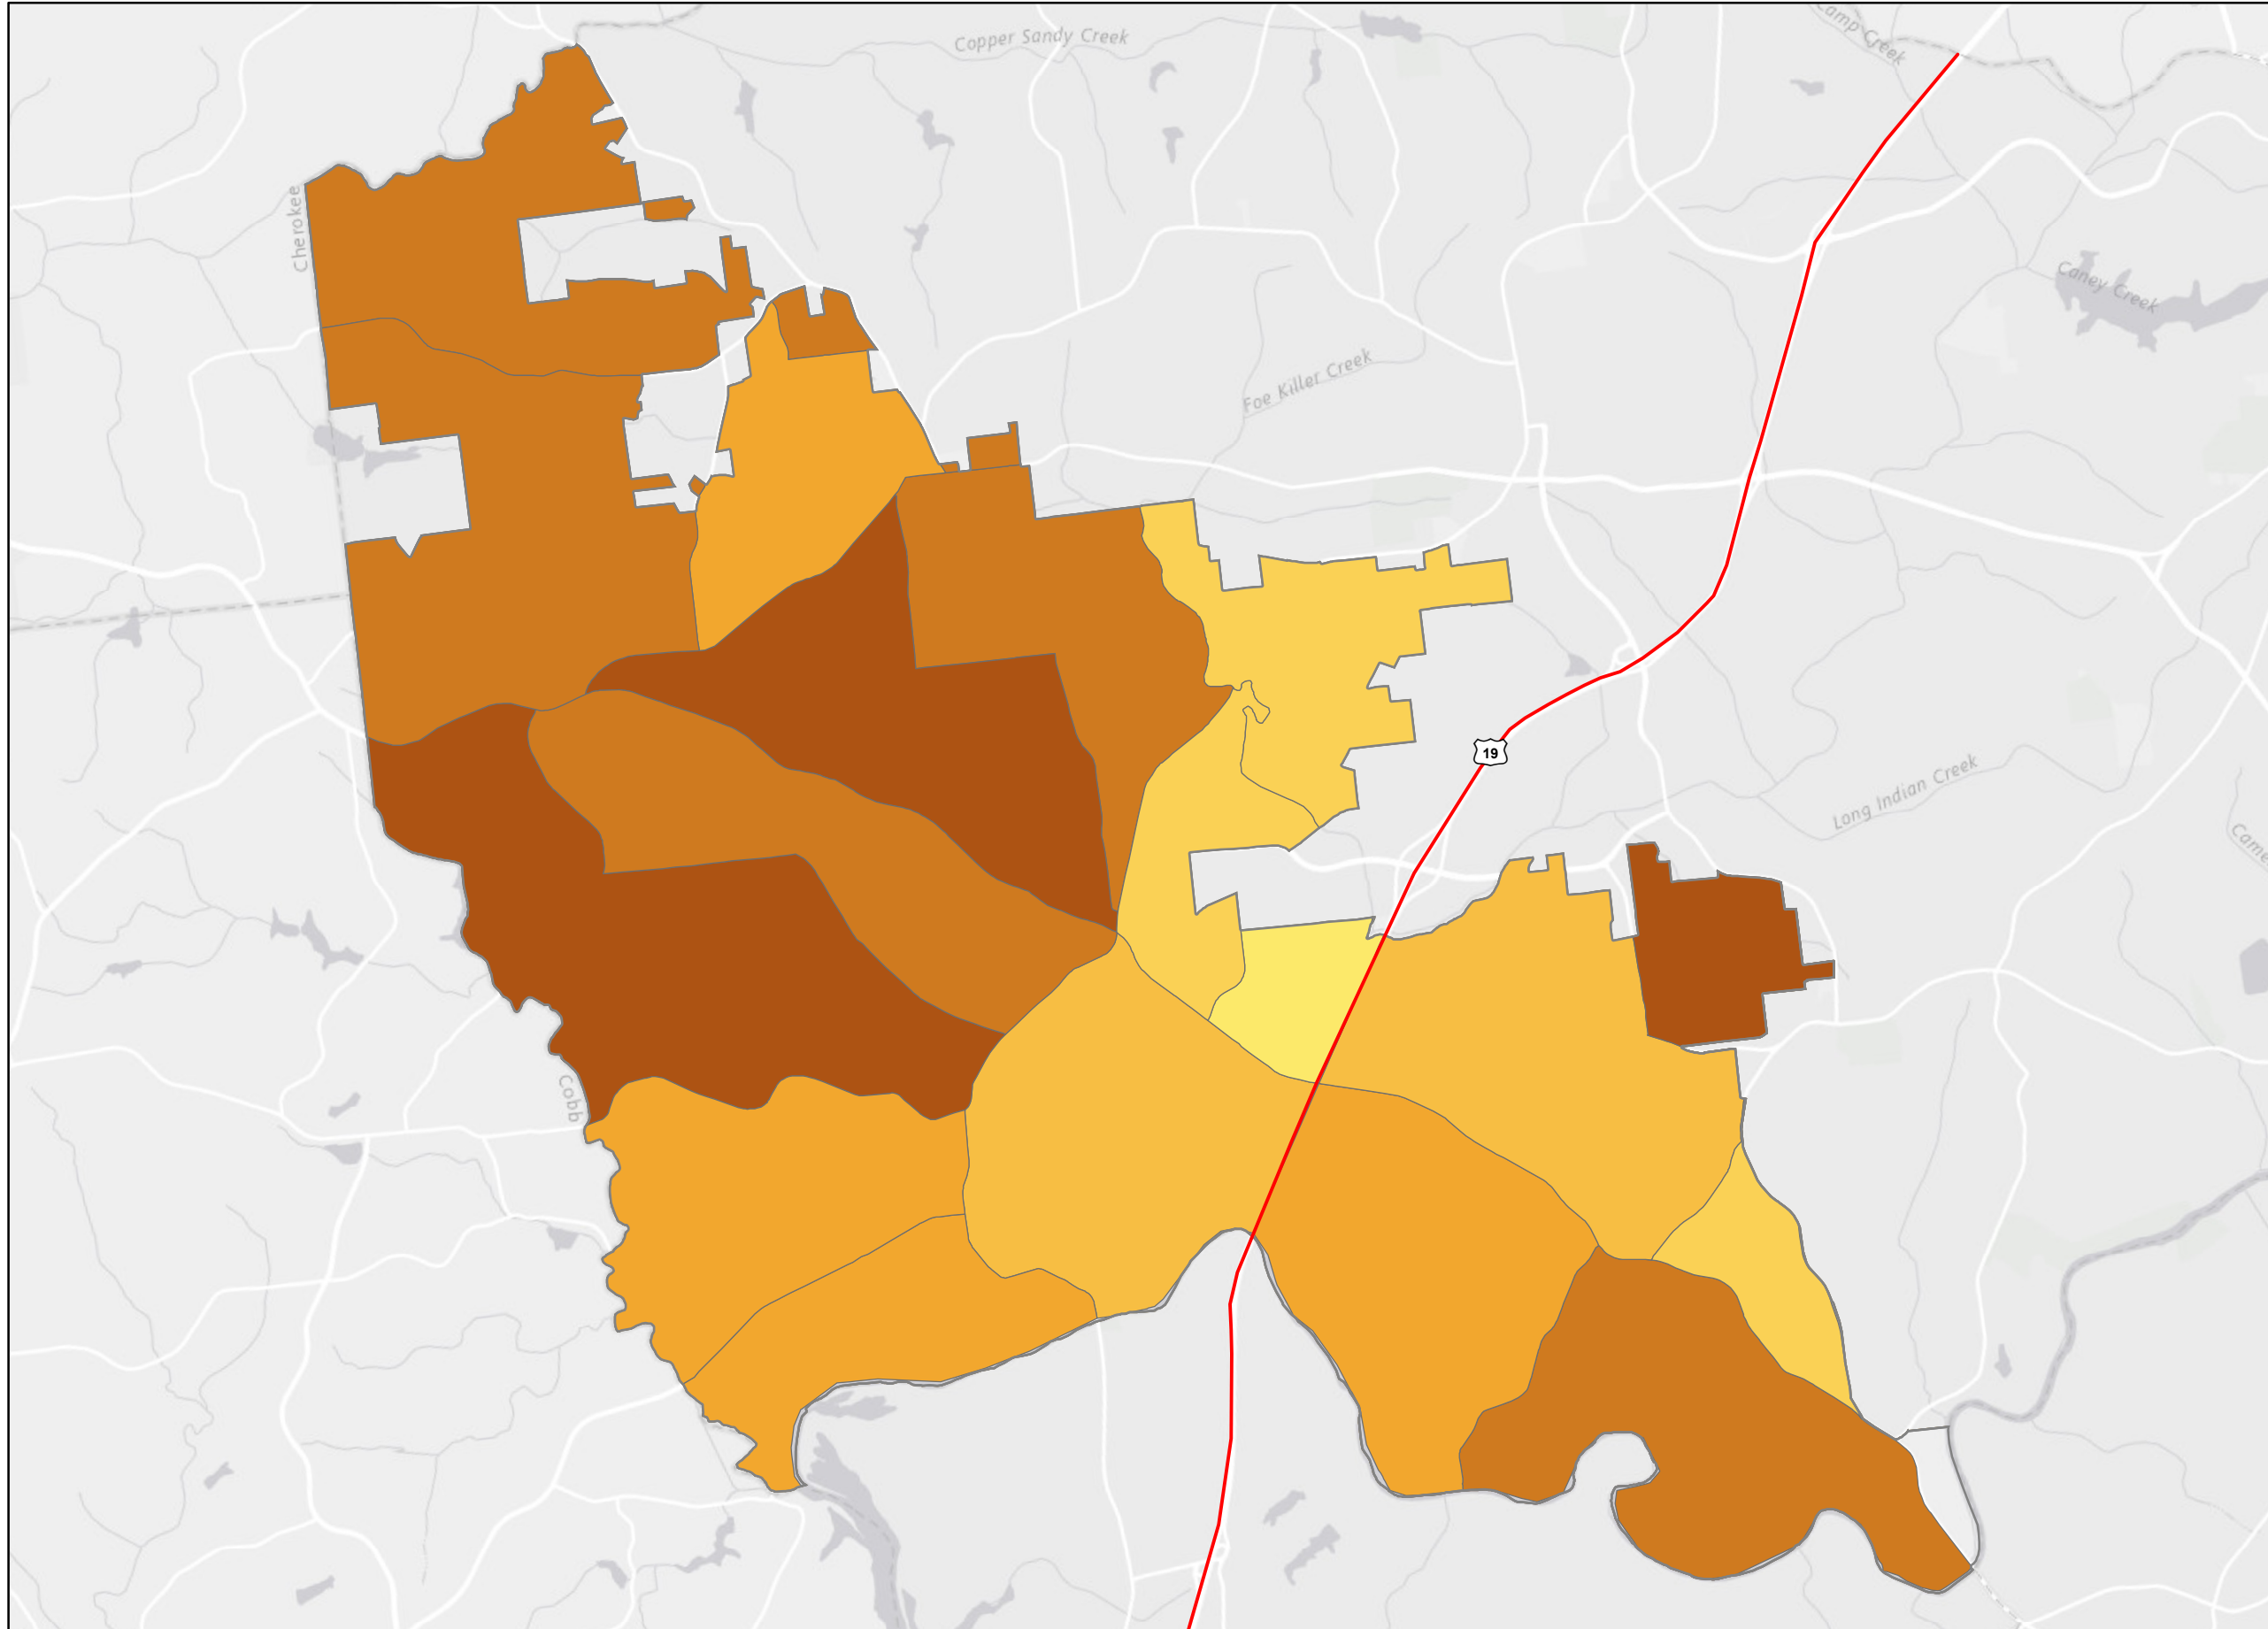 Copper Sandy Creek
Camp Creek
Cherokee
Caney Creek
Foe Killer Creek
19
Long Indian Creek
Came
Cobb